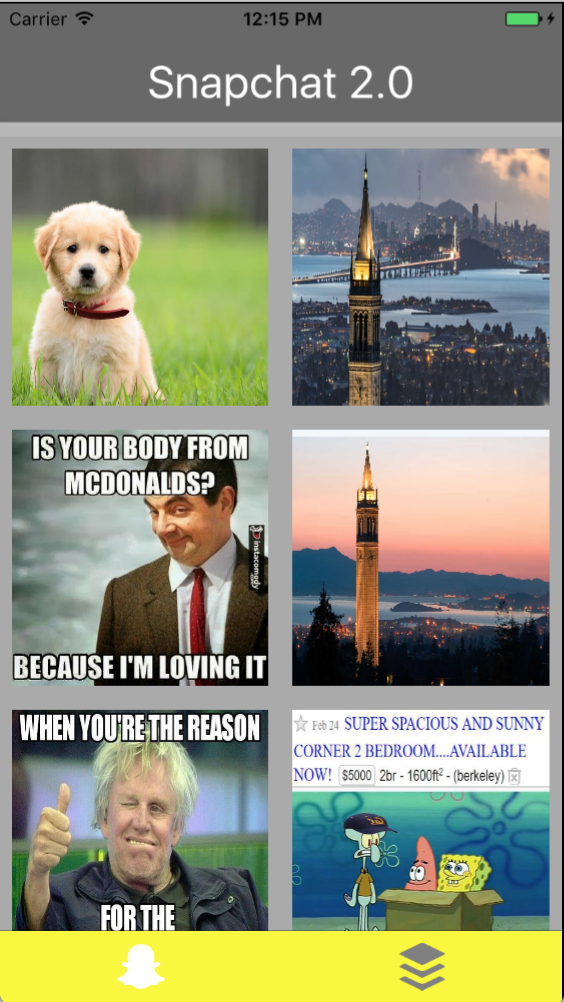 Carrier
12:15 PM
Snapchat 2.0
IS YOUR BODY FROM
MCDONALDS?
instacomedy
BECAUSE I'M LOVING IT
WHEN YOU'RE THE REASON
FOR THE
Feb 24 SUPER SPACIOUS AND SUNNY
CORNER 2 BEDROOM....AVAILABLE
NOW! $5000 2br - 1600ft² - (berkeley)